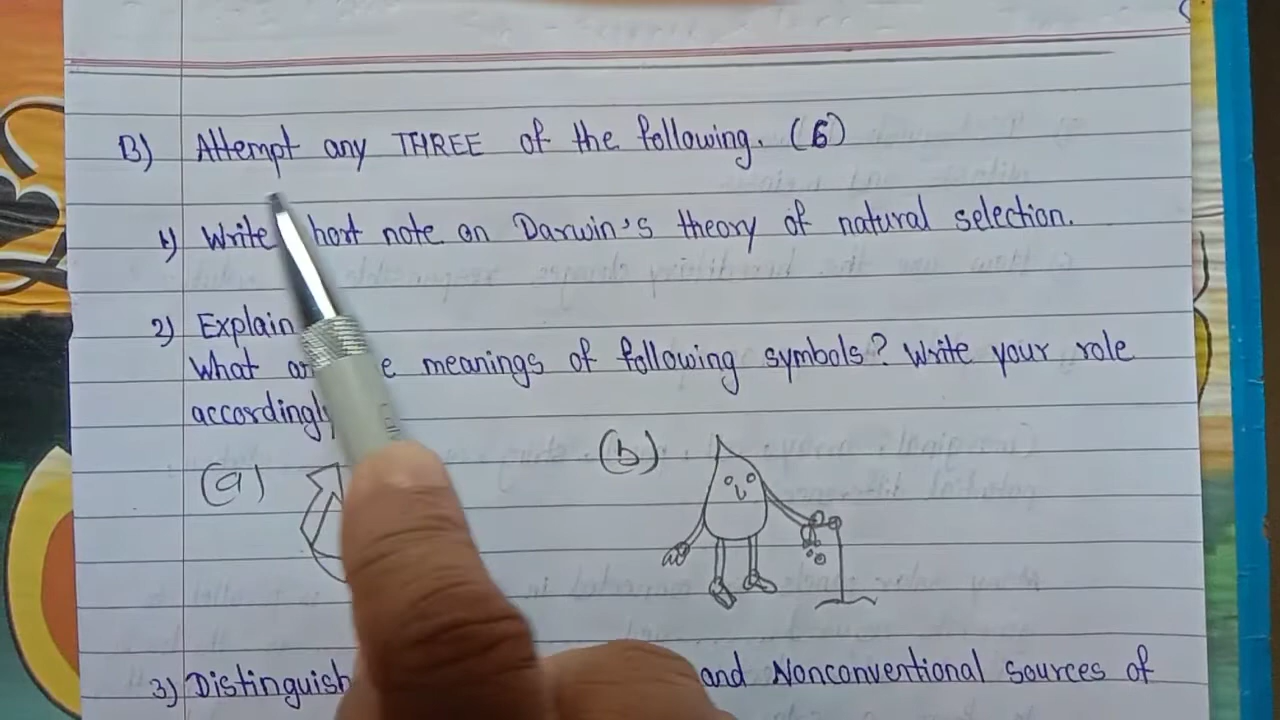 B) Attempt any THREE of the following. (6)
1) Write hort note on Darwin's theory of natural selection.
2) Explain
What meanings of following symbols? Write your role
accordingly
(a) (b)
3) Distinguish and Nonconventional sources of